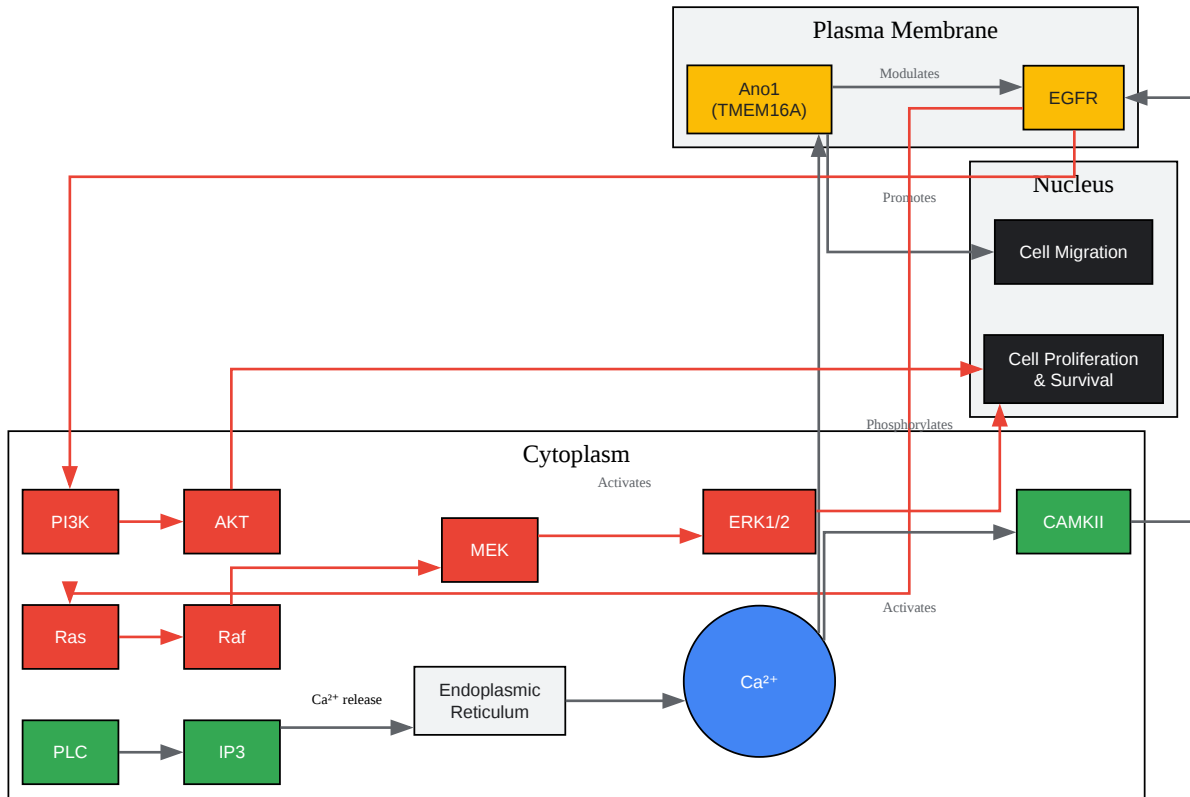 Plasma Membrane
Ano1
(TMEM16A)
Modulates
EGFR
Nucleus
Promotes
Cell Migration
Cell Proliferation
& Survival
Phosphorylates
Cytoplasm
Activates
PI3K
AKT
MEK
ERK1/2
CAMKII
Ras
Raf
Activates
Ca²⁺ release
Endoplasmic
Reticulum
Ca²⁺
PLC
IP3